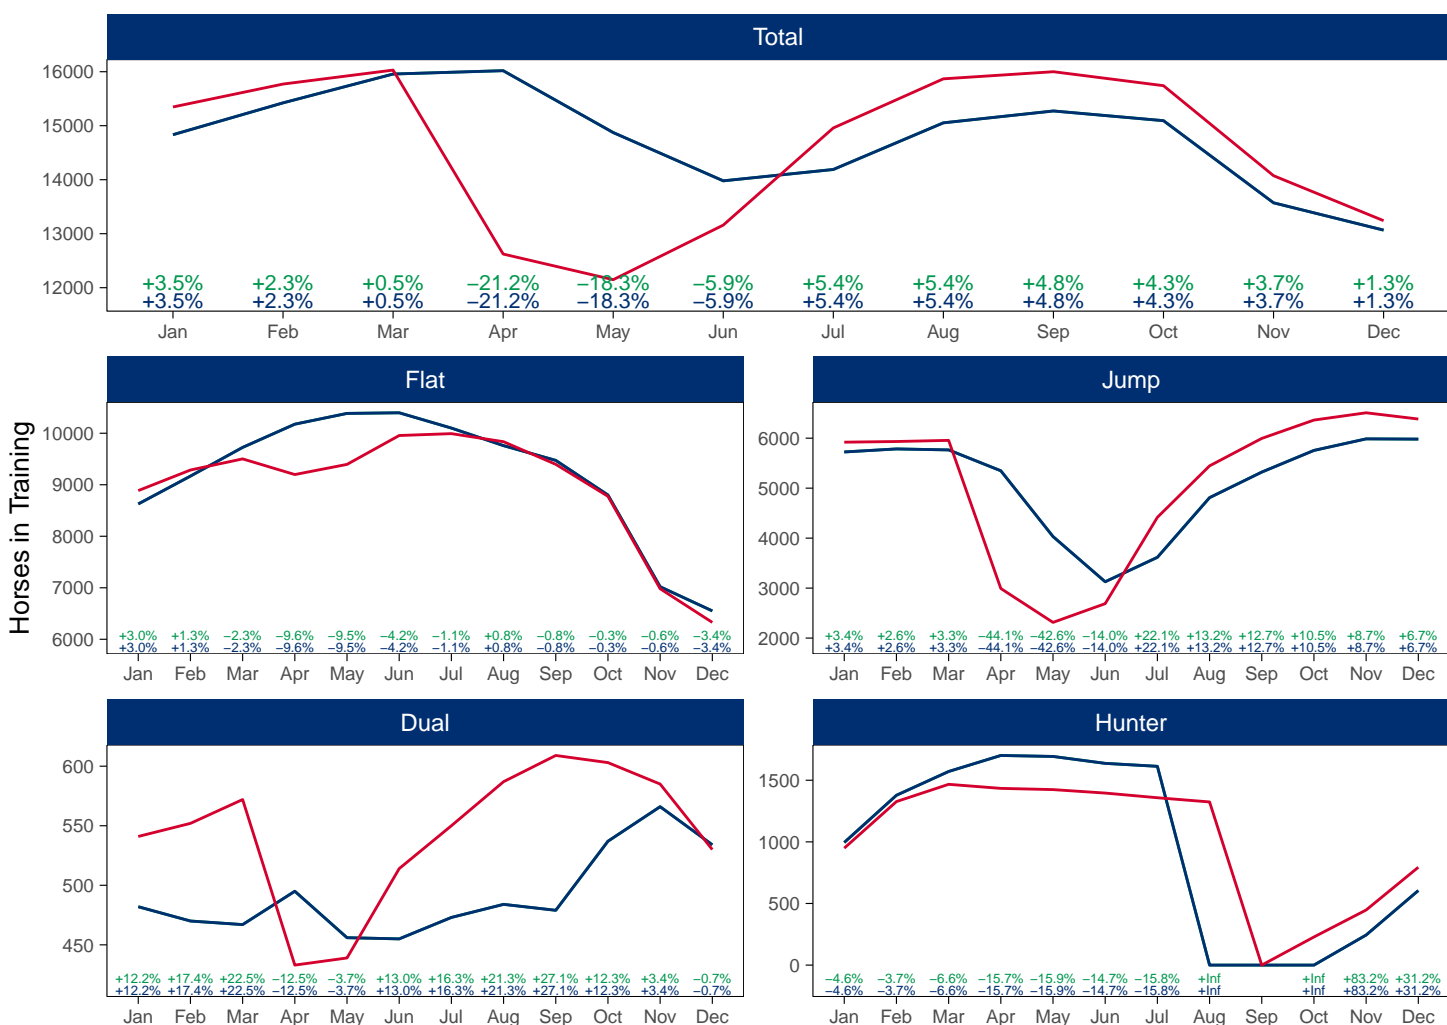 Total
16000
15000
14000
13000
12000
+3.5% +2.3% +0.5% −21.2% −18.3% −5.9% +5.4% +5.4% +4.8% +4.3% +3.7% +1.3%
+3.5% +2.3% +0.5% −21.2% −18.3% −5.9% +5.4% +5.4% +4.8% +4.3% +3.7% +1.3%
Jan Feb Mar Apr May Jun Jul Aug Sep Oct Nov Dec
Horses in Training
Flat
10000
9000
8000
7000
6000
+3.0% +1.3% −2.3% −9.6% −9.5% −4.2% −1.1% +0.8% −0.8% −0.3% −0.6% −3.4%
+3.0% +1.3% −2.3% −9.6% −9.5% −4.2% −1.1% +0.8% −0.8% −0.3% −0.6% −3.4%
Jan Feb Mar Apr May Jun Jul Aug Sep Oct Nov Dec
Jump
6000
5000
4000
3000
2000
+3.4% +2.6% +3.3% −44.1% −42.6% −14.0% +22.1% +13.2% +12.7% +10.5% +8.7% +6.7%
+3.4% +2.6% +3.3% −44.1% −42.6% −14.0% +22.1% +13.2% +12.7% +10.5% +8.7% +6.7%
Jan Feb Mar Apr May Jun Jul Aug Sep Oct Nov Dec
Dual
600
550
500
450
+12.2% +17.4% +22.5% −12.5% −3.7% +13.0% +16.3% +21.3% +27.1% +12.3% +3.4% −0.7%
+12.2% +17.4% +22.5% −12.5% −3.7% +13.0% +16.3% +21.3% +27.1% +12.3% +3.4% −0.7%
Jan Feb Mar Apr May Jun Jul Aug Sep Oct Nov Dec
Hunter
1500
1000
500
0
−4.6% −3.7% −6.6% −15.7% −15.9% −14.7% −15.8% +Inf +Inf +83.2% +31.2%
−4.6% −3.7% −6.6% −15.7% −15.9% −14.7% −15.8% +Inf +Inf +83.2% +31.2%
Jan Feb Mar Apr May Jun Jul Aug Sep Oct Nov Dec